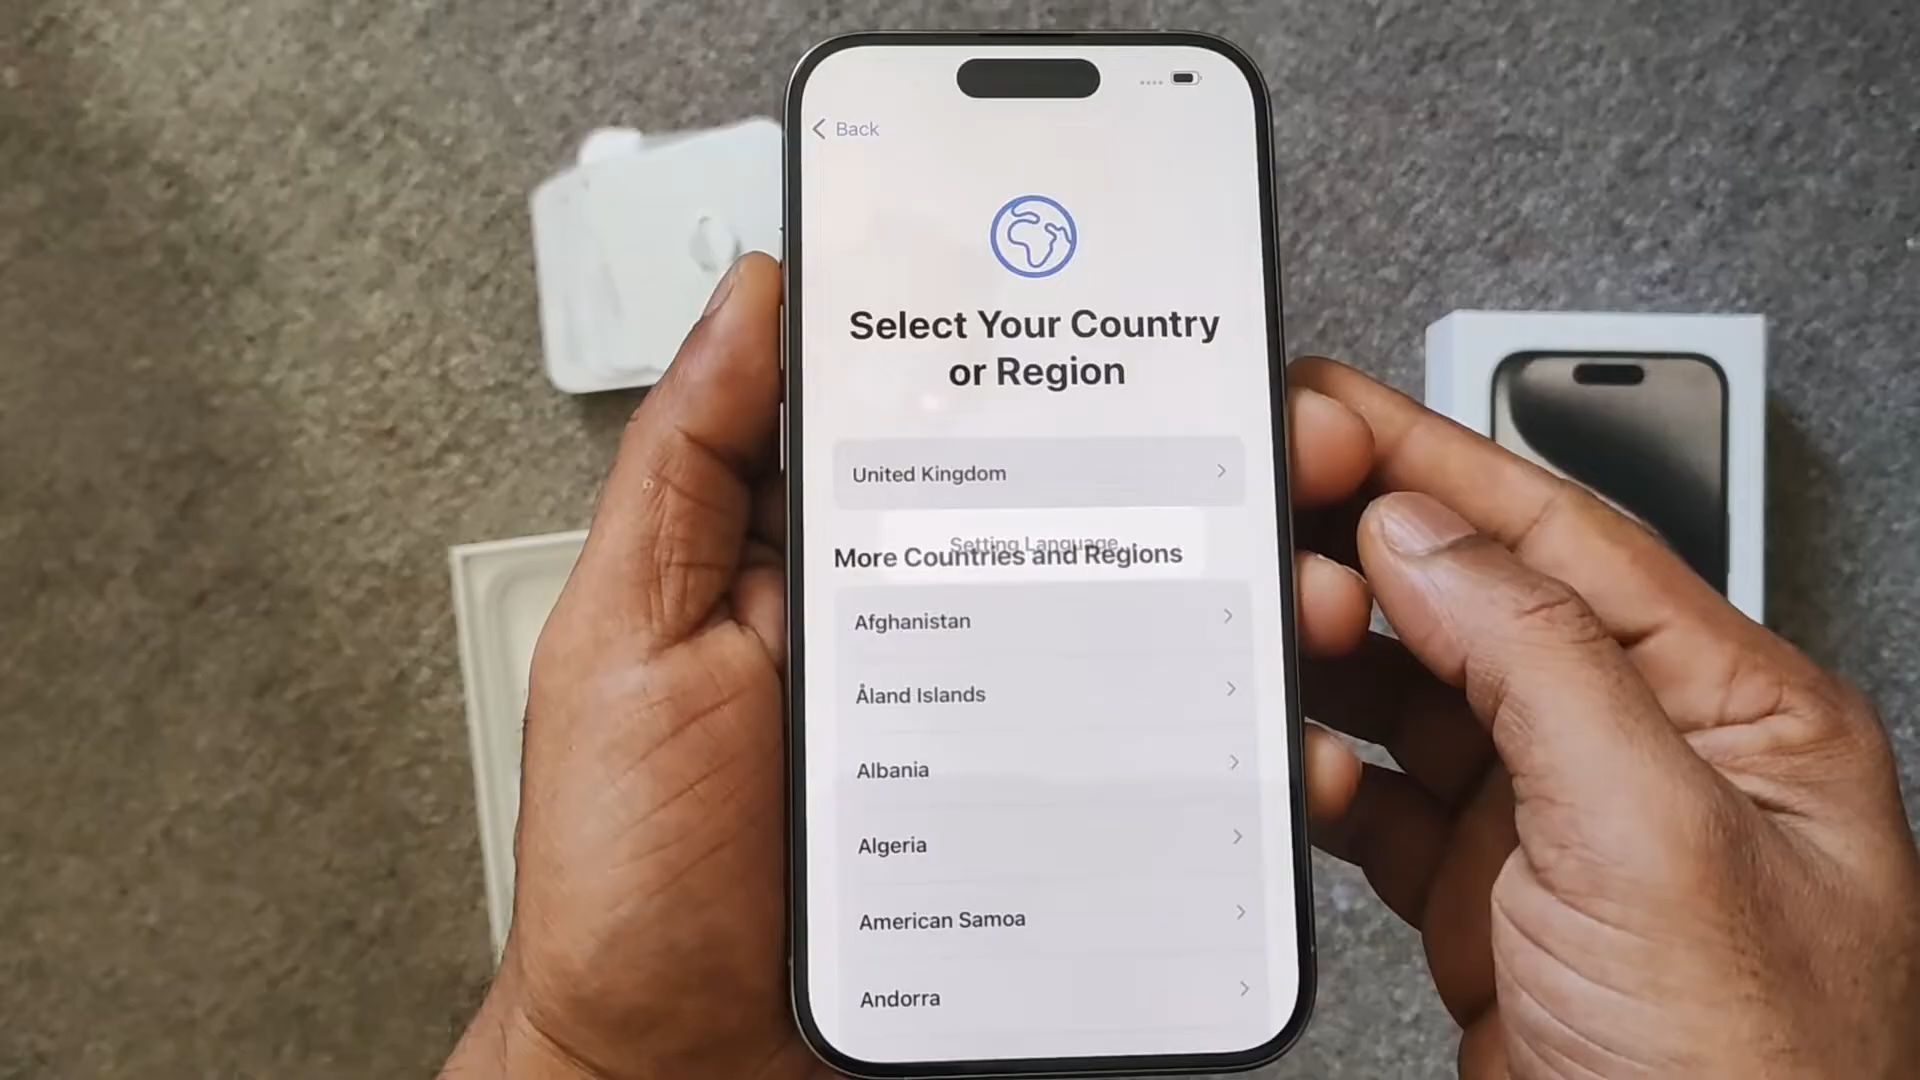 Back
Select Your Country
or Region
United Kingdom
Setting Language...
More Countries and Regions
Afghanistan
Åland Islands
Albania
Algeria
American Samoa
Andorra